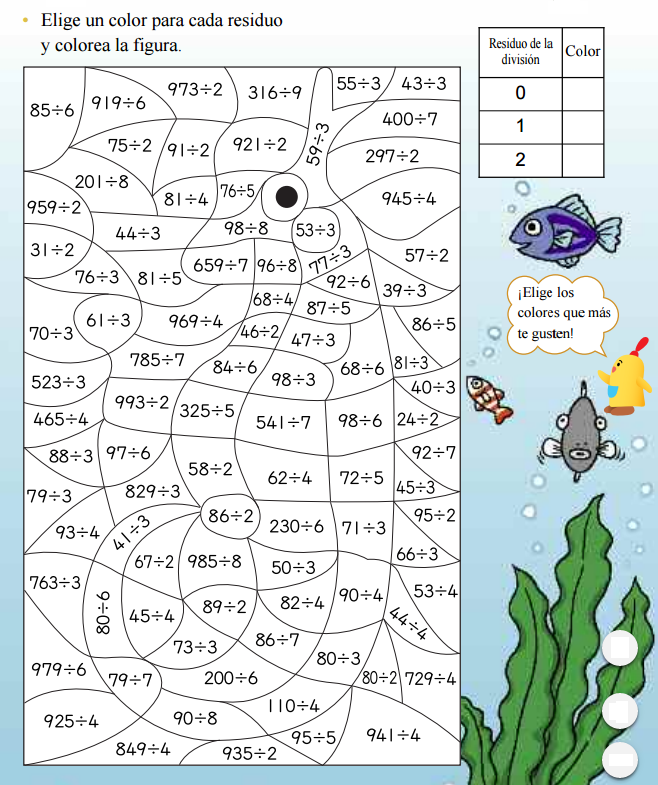 Elige un color para cada residuo
y colorea la figura.
Residuo de la
división
Color
0
1
2
¡Elige los
colores que más
te gusten!
85÷6 919÷6 973÷2 316÷9 55÷3 43÷3
400÷7
75÷2 91÷2 921÷2 59÷3 297÷2
201÷8 81÷4 76÷5 945÷4
959÷2
44÷3 98÷8 53÷3
31÷2 659÷7 96÷8 77÷3 57÷2
76÷3 81÷5 92÷6 39÷3
68÷4 87÷5
70÷3 61÷3 969÷4 46÷2 47÷3 86÷5
785÷7 84÷6 68÷6 81÷3
523÷3 98÷3 40÷3
993÷2 325÷5
465÷4 541÷7 98÷6 24÷2
88÷3 97÷6 92÷7
58÷2 62÷4 72÷5 45÷3
79÷3 829÷3
86÷2 95÷2
93÷4 41÷3 230÷6 71÷3
67÷2 985÷8 50÷3 66÷3
763÷3
80÷6 45÷4 89÷2 82÷4 90÷4 53÷4
44÷4
73÷3 86÷7
979÷6 79÷7 200÷6 80÷3 80÷2 729÷4
925÷4 90÷8 110÷4
849÷4 935÷2 95÷5 941÷4